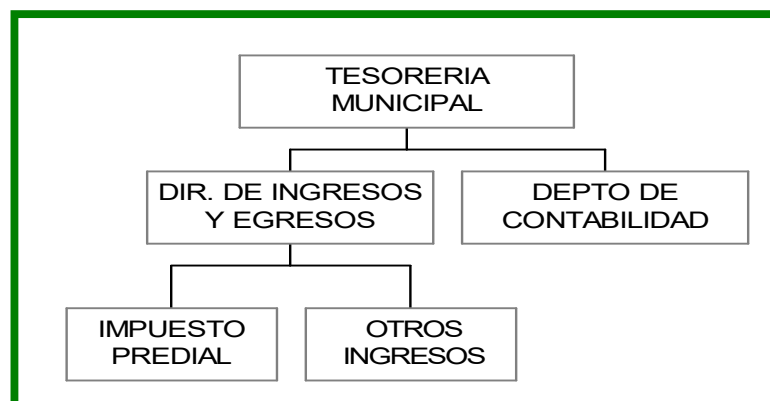 TESORERIA
MUNICIPAL
DIR. DE INGRESOS
Y EGRESOS
DEPTO DE
CONTABILIDAD
IMPUESTO
PREDIAL
OTROS
INGRESOS